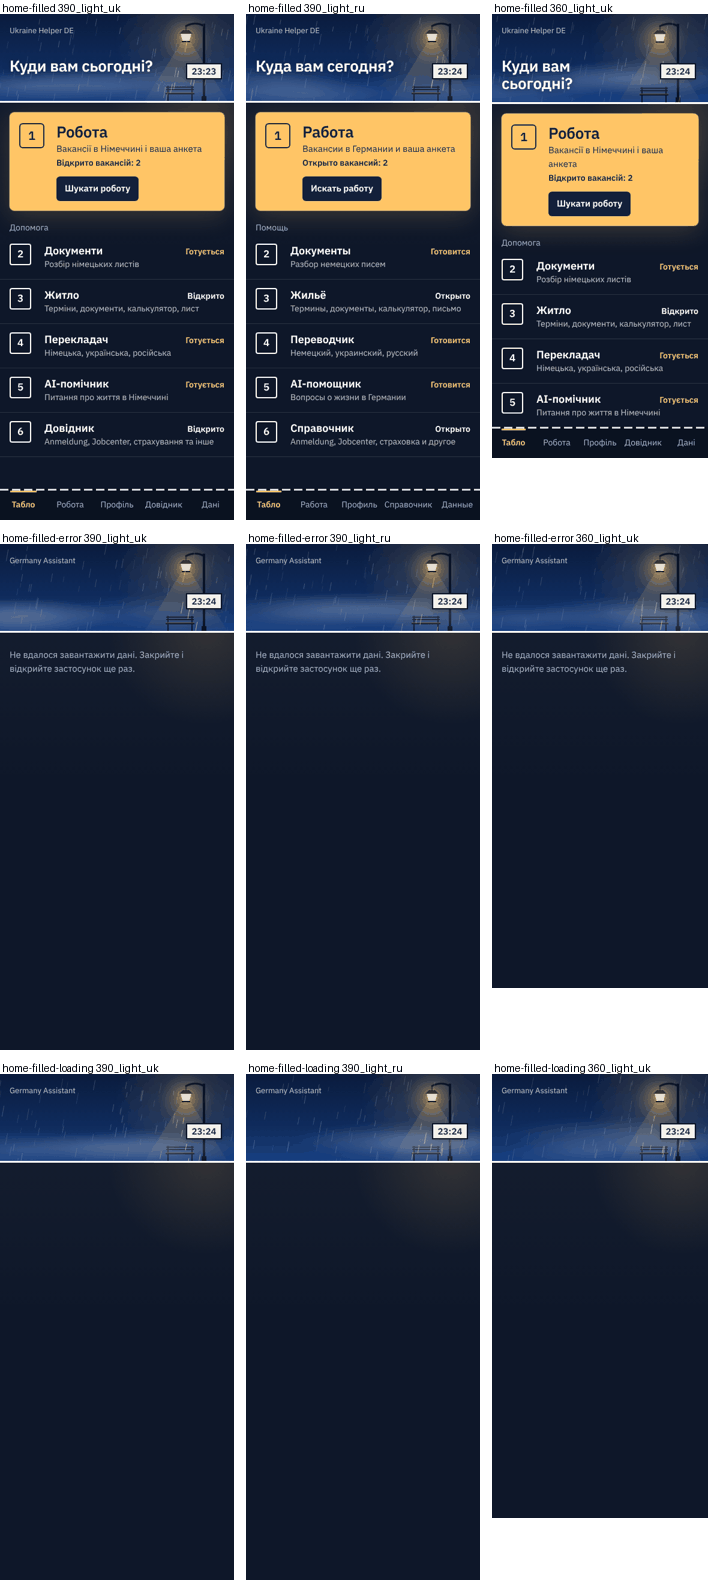 home-filled 390_light_uk
Ukraine Helper DE
Куди вам сьогодні?
23:23
1
Робота
Вакансії в Німеччині і ваша анкета
Відкрито вакансій: 2
Шукати роботу
Допомога
2
Документи
Готується
Розбір німецьких листів
3
Житло
Відкрито
Терміни, документи, калькулятор, лист
4
Перекладач
Готується
Німецька, українська, російська
5
AI-помічник
Готується
Питання про життя в Німеччині
6
Довідник
Відкрито
Anmeldung, Jobcenter, страхування та інше
Табло
Робота
Профіль
Довідник
Дані
home-filled 390_light_ru
Ukraine Helper DE
Куда вам сегодня?
23:24
1
Работа
Вакансии в Германии и ваша анкета
Открыто вакансий: 2
Искать работу
Помощь
2
Документы
Готовится
Разбор немецких писем
3
Жильё
Открыто
Термины, документы, калькулятор, письмо
4
Переводчик
Готовится
Немецкий, украинский, русский
5
AI-помощник
Готовится
Вопросы о жизни в Германии
6
Справочник
Открыто
Anmeldung, Jobcenter, страховка и другое
Табло
Работа
Профиль
Справочник
Данные
home-filled 360_light_uk
Ukraine Helper DE
Куди вам
сьогодні?
23:24
1
Робота
Вакансії в Німеччині і ваша
анкета
Відкрито вакансій: 2
Шукати роботу
Допомога
2
Документи
Готується
Розбір німецьких листів
3
Житло
Відкрито
Терміни, документи, калькулятор, лист
4
Перекладач
Готується
Німецька, українська, російська
5
AI-помічник
Готується
Питання про життя в Німеччині
Табло
Робота
Профіль
Довідник
Дані
home-filled-error 390_light_uk
Germany Assistant
23:24
Не вдалося завантажити дані. Закрийте і
відкрийте застосунок ще раз.
home-filled-error 390_light_ru
Germany Assistant
23:24
Не вдалося завантажити дані. Закрийте і
відкрийте застосунок ще раз.
home-filled-error 360_light_uk
Germany Assistant
23:24
Не вдалося завантажити дані. Закрийте і
відкрийте застосунок ще раз.
home-filled-loading 390_light_uk
Germany Assistant
23:24
home-filled-loading 390_light_ru
Germany Assistant
23:24
home-filled-loading 360_light_uk
Germany Assistant
23:24